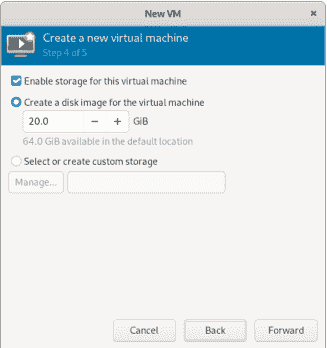 New VM
Create a new virtual machine
Step 4 of 5
Enable storage for this virtual machine
Create a disk image for the virtual machine
20.0 − + GiB
64.0 GiB available in the default location
Select or create custom storage
Manage...
Cancel Back Forward